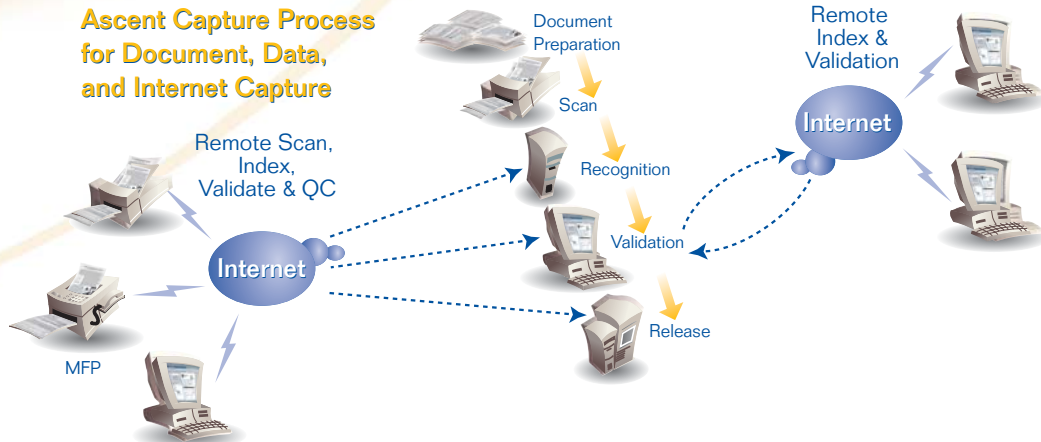 Ascent Capture Process
for Document, Data,
and Internet Capture
Document
Preparation
Scan
Recognition
Validation
Release
Remote Scan,
Index,
Validate & QC
Internet
MFP
Remote
Index &
Validation
Internet